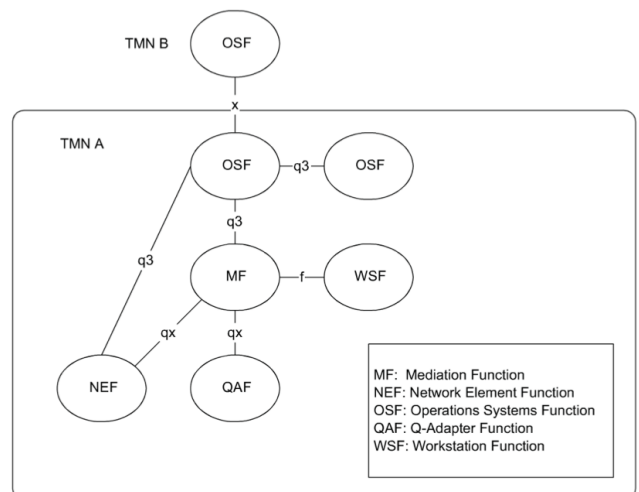 TMN B
OSF
x
TMN A
OSF
q3
OSF
q3
q3
MF
f
WSF
qx
qx
NEF
QAF
MF: Mediation Function
NEF: Network Element Function
OSF: Operations Systems Function
QAF: Q-Adapter Function
WSF: Workstation Function